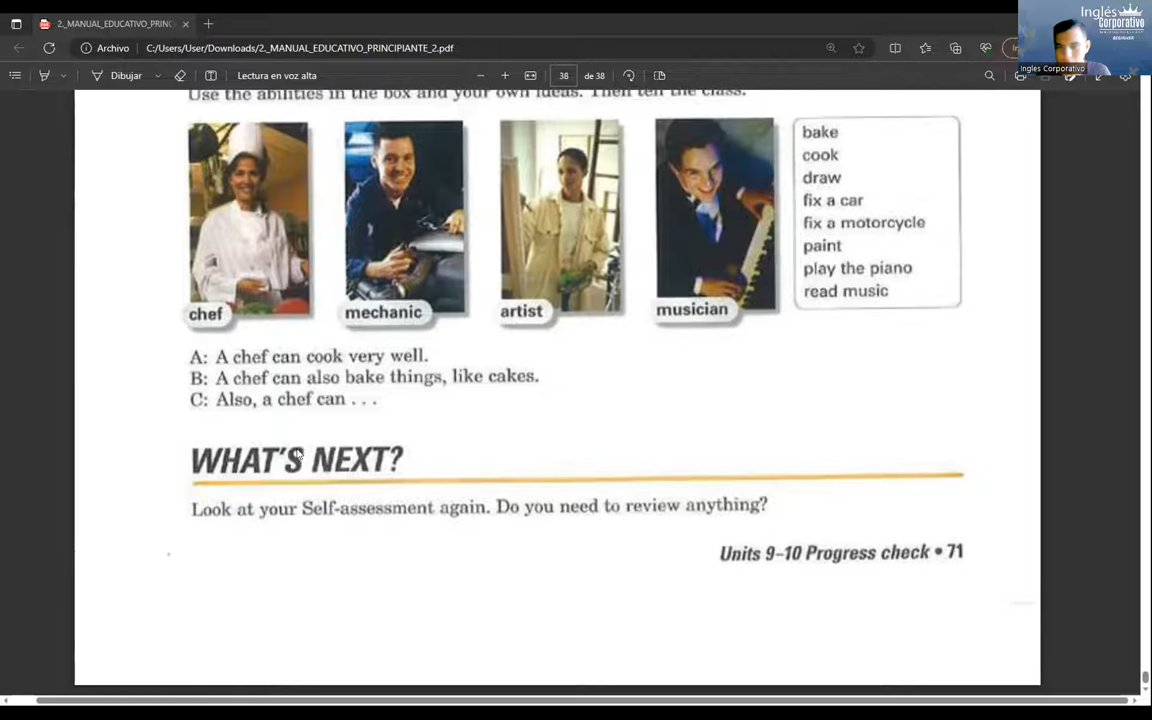 2._MANUAL_EDUCATIVO_PRINC
Archivo
C:/Users/User/Downloads/2._MANUAL_EDUCATIVO_PRINCIPIANTE_2.pdf
Inglés
Corporativo
BEGINNER
Ingles Corporativo
Dibujar
Lectura en voz alta
38
de 38
Use the abilities in the box and your own ideas. Then tell the class.
chef
mechanic
artist
musician
bake
cook
draw
fix a car
fix a motorcycle
paint
play the piano
read music
A: A chef can cook very well.
B: A chef can also bake things, like cakes.
C: Also, a chef can . . .
WHAT'S NEXT?
Look at your Self-assessment again. Do you need to review anything?
Units 9–10 Progress check • 71